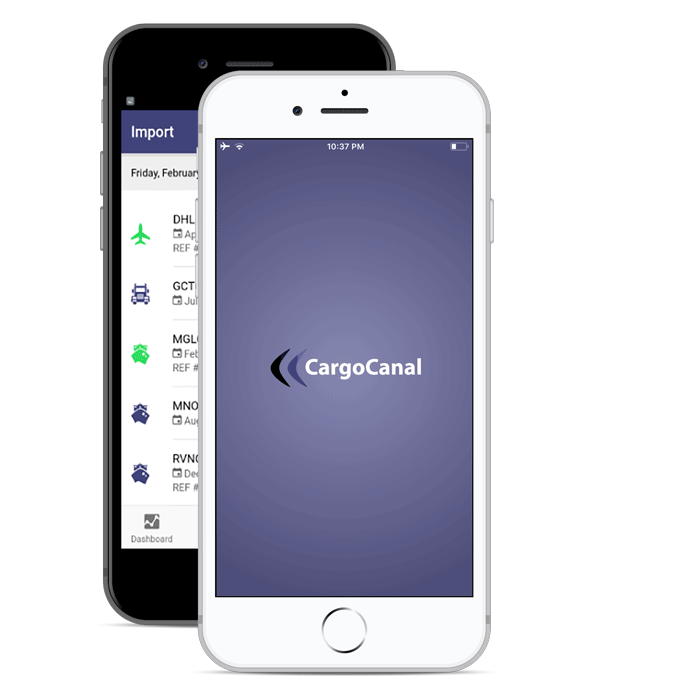 Import
Friday, February
DHL
Ap
REF #
GCT
Jul
MGL
Feb
REF #
MNO
Aug
RVN
Dec
REF #
Dashboard
10:37 PM
CargoCanal